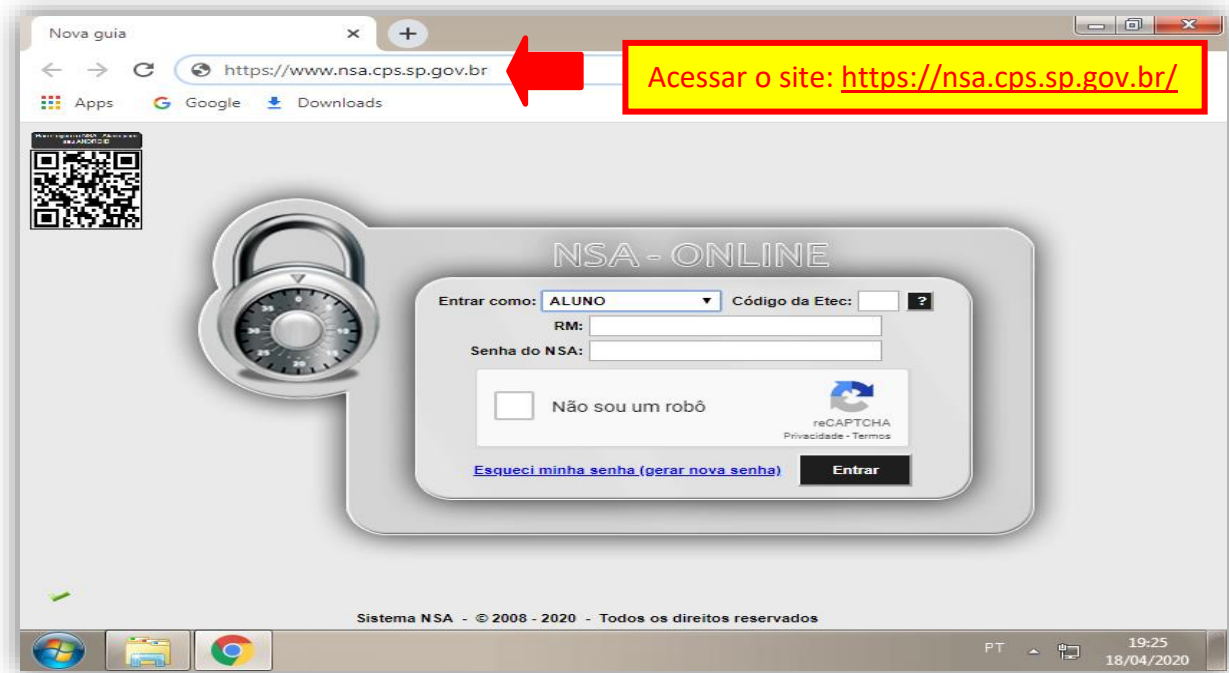 Nova guia
https://www.nsa.cps.sp.gov.br
Acessar o site: https://nsa.cps.sp.gov.br/
Apps Google Downloads
seu ANDROID
NSA - ONLINE
Entrar como: ALUNO Código da Etec: ?
RM:
Senha do NSA:
Não sou um robô
reCAPTCHA
Privacidade - Termos
Esqueci minha senha (gerar nova senha) Entrar
Sistema NSA - © 2008 - 2020 - Todos os direitos reservados
PT 19:25
18/04/2020